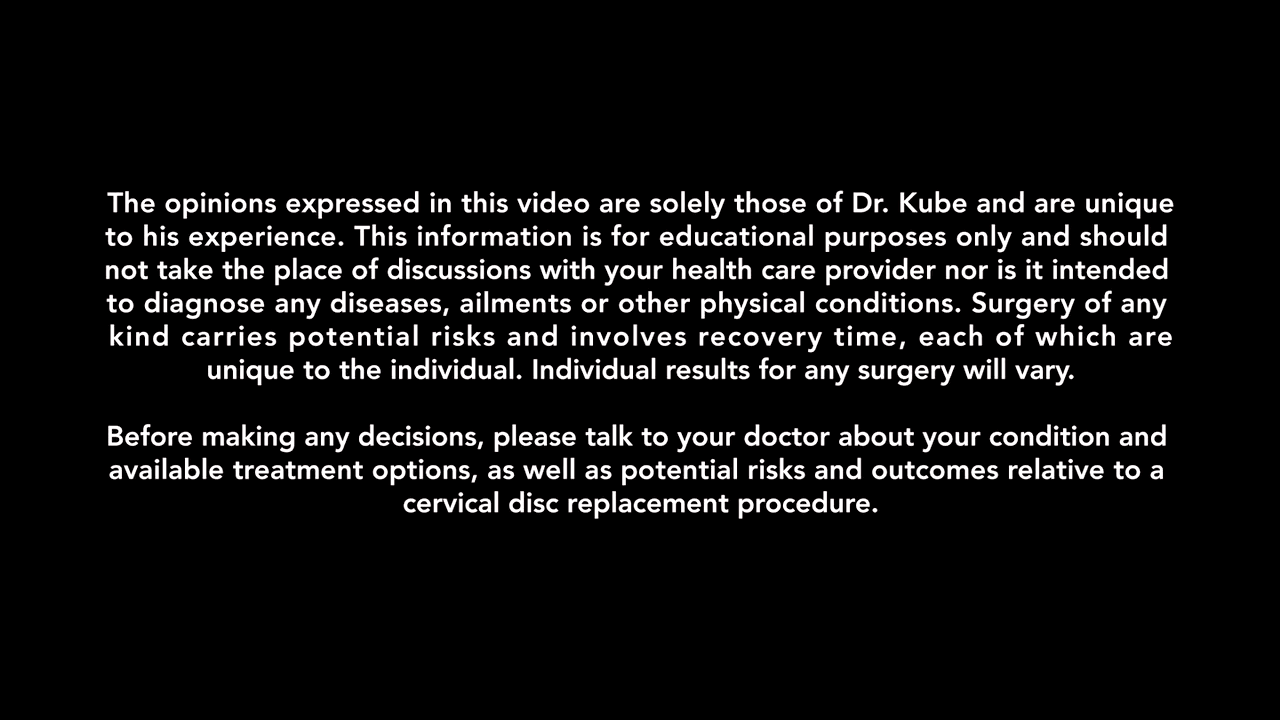 The opinions expressed in this video are solely those of Dr. Kube and are unique
to his experience. This information is for educational purposes only and should
not take the place of discussions with your health care provider nor is it intended
to diagnose any diseases, ailments or other physical conditions. Surgery of any
kind carries potential risks and involves recovery time, each of which are
unique to the individual. Individual results for any surgery will vary.
Before making any decisions, please talk to your doctor about your condition and
available treatment options, as well as potential risks and outcomes relative to a
cervical disc replacement procedure.